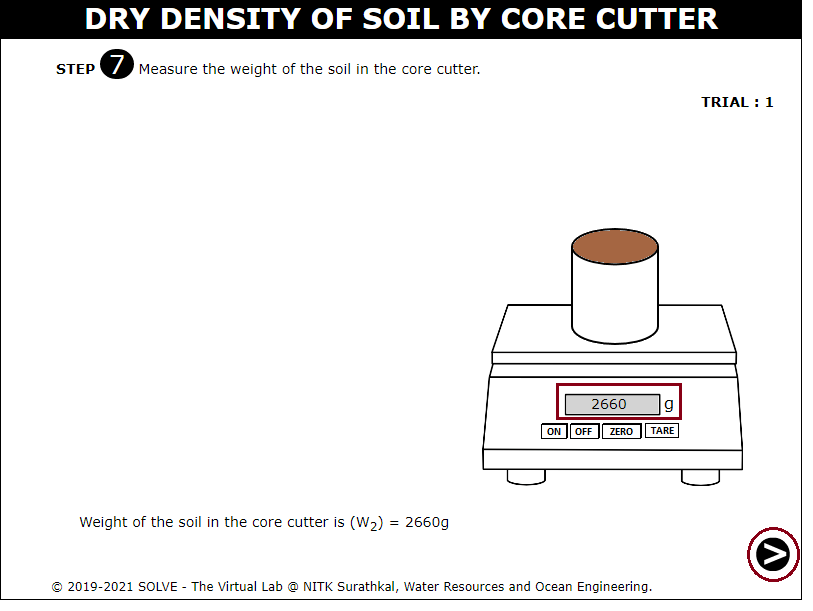 DRY DENSITY OF SOIL BY CORE CUTTER
STEP 7 Measure the weight of the soil in the core cutter.
TRIAL : 1
2660 g
ON OFF ZERO TARE
Weight of the soil in the core cutter is (W2) = 2660g
>
© 2019-2021 SOLVE - The Virtual Lab @ NITK Surathkal, Water Resources and Ocean Engineering.